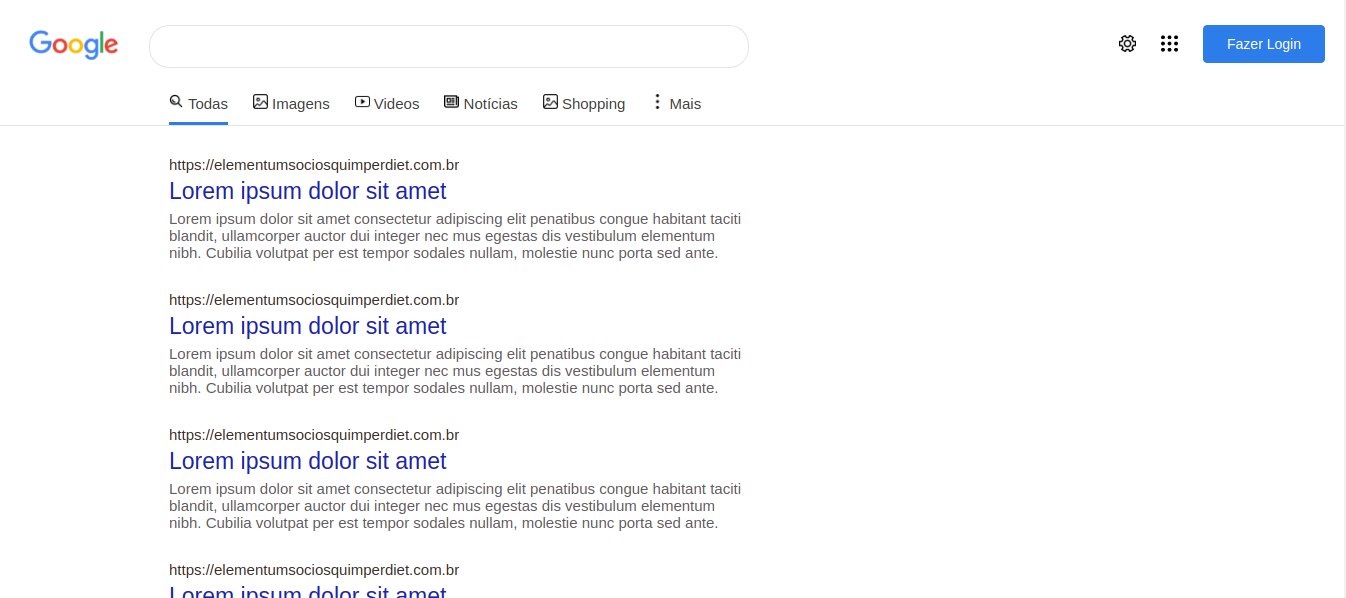 Google
Fazer Login
Todas Imagens Videos Notícias Shopping Mais
https://elementumsociosquimperdiet.com.br
Lorem ipsum dolor sit amet
Lorem ipsum dolor sit amet consectetur adipiscing elit penatibus congue habitant taciti
blandit, ullamcorper auctor dui integer nec mus egestas dis vestibulum elementum
nibh. Cubilia volutpat per est tempor sodales nullam, molestie nunc porta sed ante.
https://elementumsociosquimperdiet.com.br
Lorem ipsum dolor sit amet
Lorem ipsum dolor sit amet consectetur adipiscing elit penatibus congue habitant taciti
blandit, ullamcorper auctor dui integer nec mus egestas dis vestibulum elementum
nibh. Cubilia volutpat per est tempor sodales nullam, molestie nunc porta sed ante.
https://elementumsociosquimperdiet.com.br
Lorem ipsum dolor sit amet
Lorem ipsum dolor sit amet consectetur adipiscing elit penatibus congue habitant taciti
blandit, ullamcorper auctor dui integer nec mus egestas dis vestibulum elementum
nibh. Cubilia volutpat per est tempor sodales nullam, molestie nunc porta sed ante.
https://elementumsociosquimperdiet.com.br
Lorem ipsum dolor sit amet